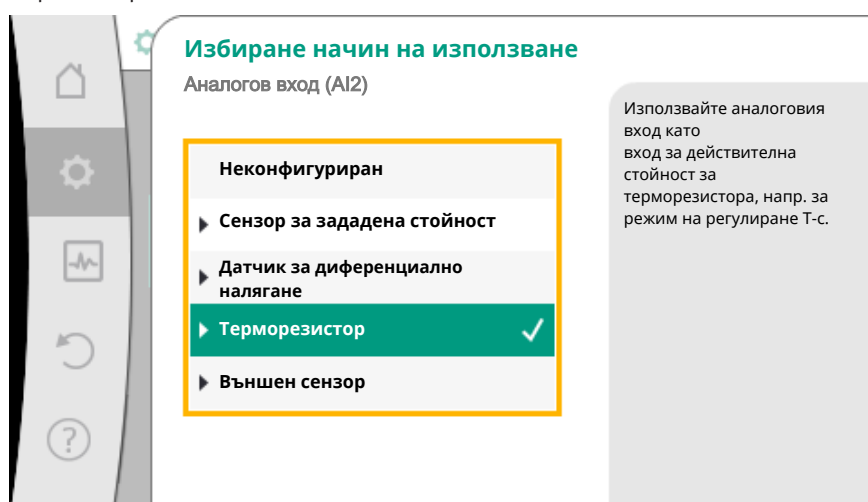 Избиране начин на използване
Аналогов вход (AI2)
Неконфигуриран
Сензор за зададена стойност
Датчик за диференциално
налягане
Терморезистор
Външен сензор
Използвайте аналоговия
вход като
вход за действителна
стойност за
терморезистора, напр. за
режим на регулиране T-c.
?